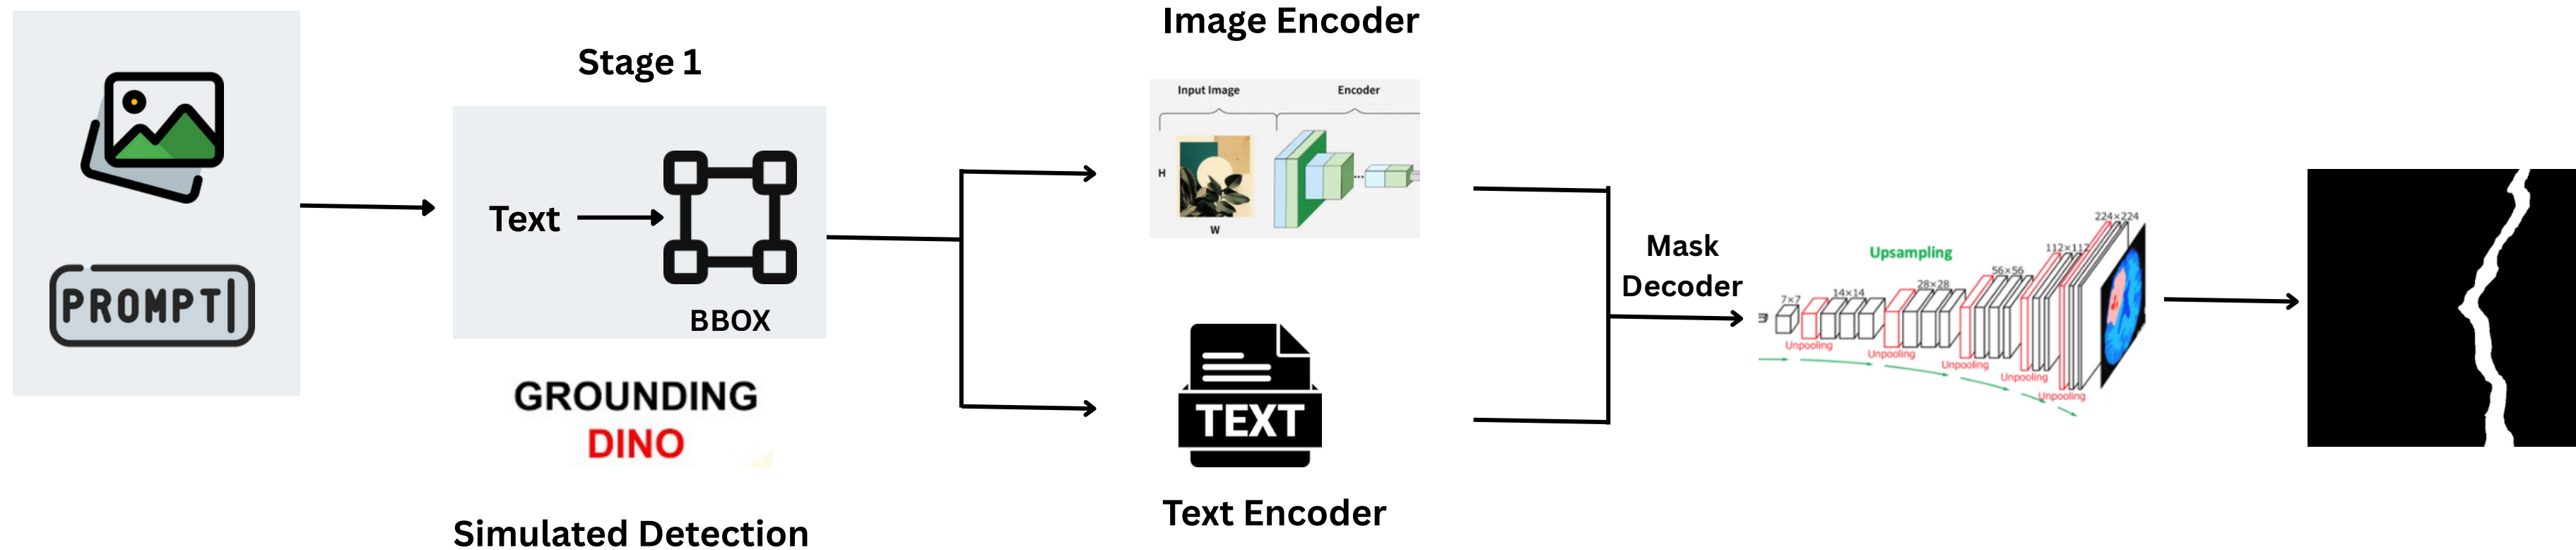 PROMPT
Stage 1
Text
BBOX
GROUNDING
DINO
Simulated Detection
Image Encoder
Input Image
Encoder
H
W
...
TEXT
Text Encoder
Mask
Decoder
Upsampling
7×7
14×14
28×28
56×56
112×112
224×224
Unpooling
Unpooling
Unpooling
Unpooling
Unpooling